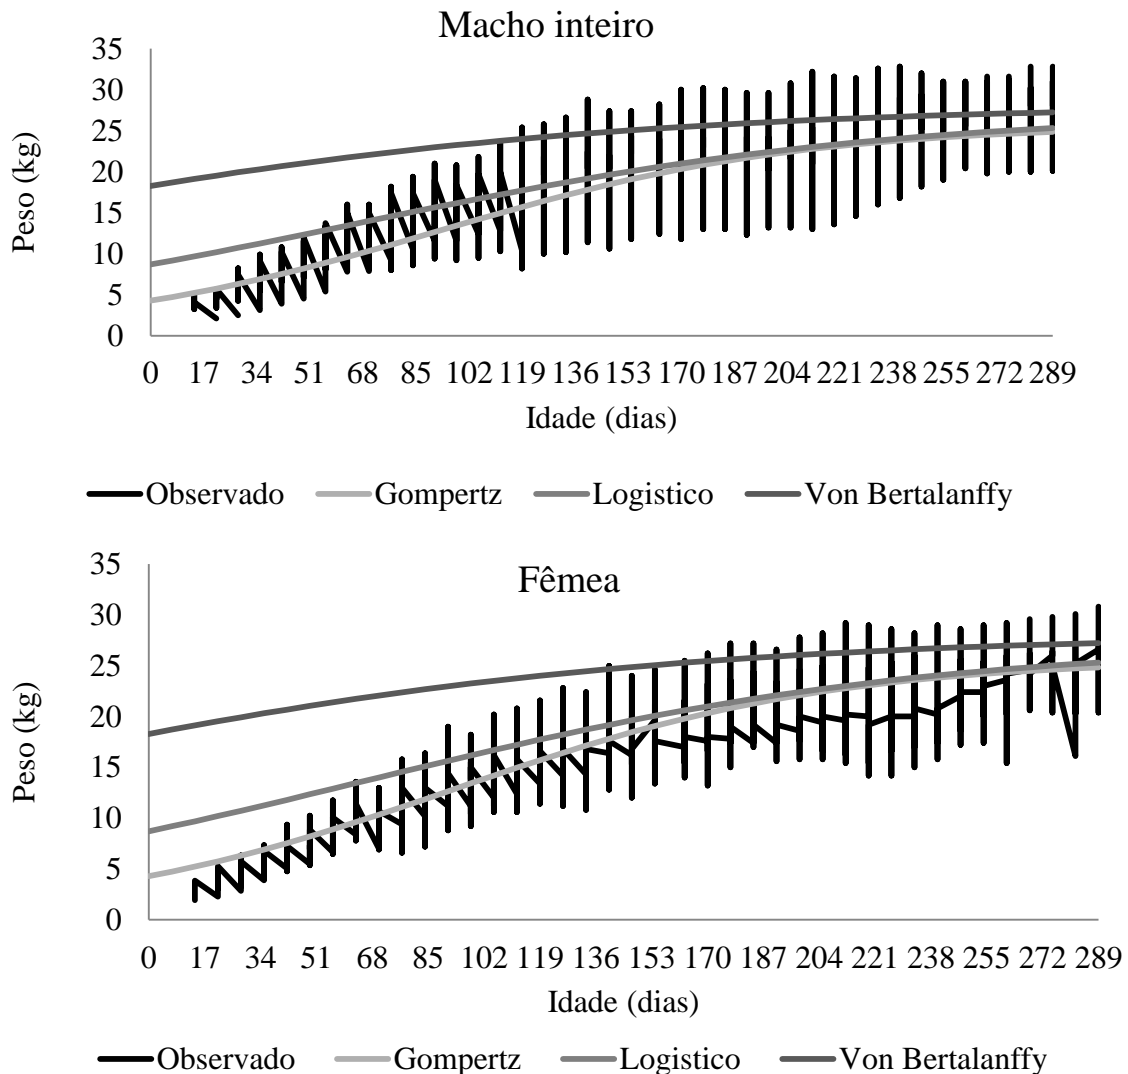 Macho inteiro
35
30
25
20
15
10
5
0
Peso (kg)
0 17 34 51 68 85 102 119 136 153 170 187 204 221 238 255 272 289
Idade (dias)
Observado Gompertz Logistico Von Bertalanffy
Fêmea
35
30
25
20
15
10
5
0
Peso (kg)
0 17 34 51 68 85 102 119 136 153 170 187 204 221 238 255 272 289
Idade (dias)
Observado Gompertz Logistico Von Bertalanffy